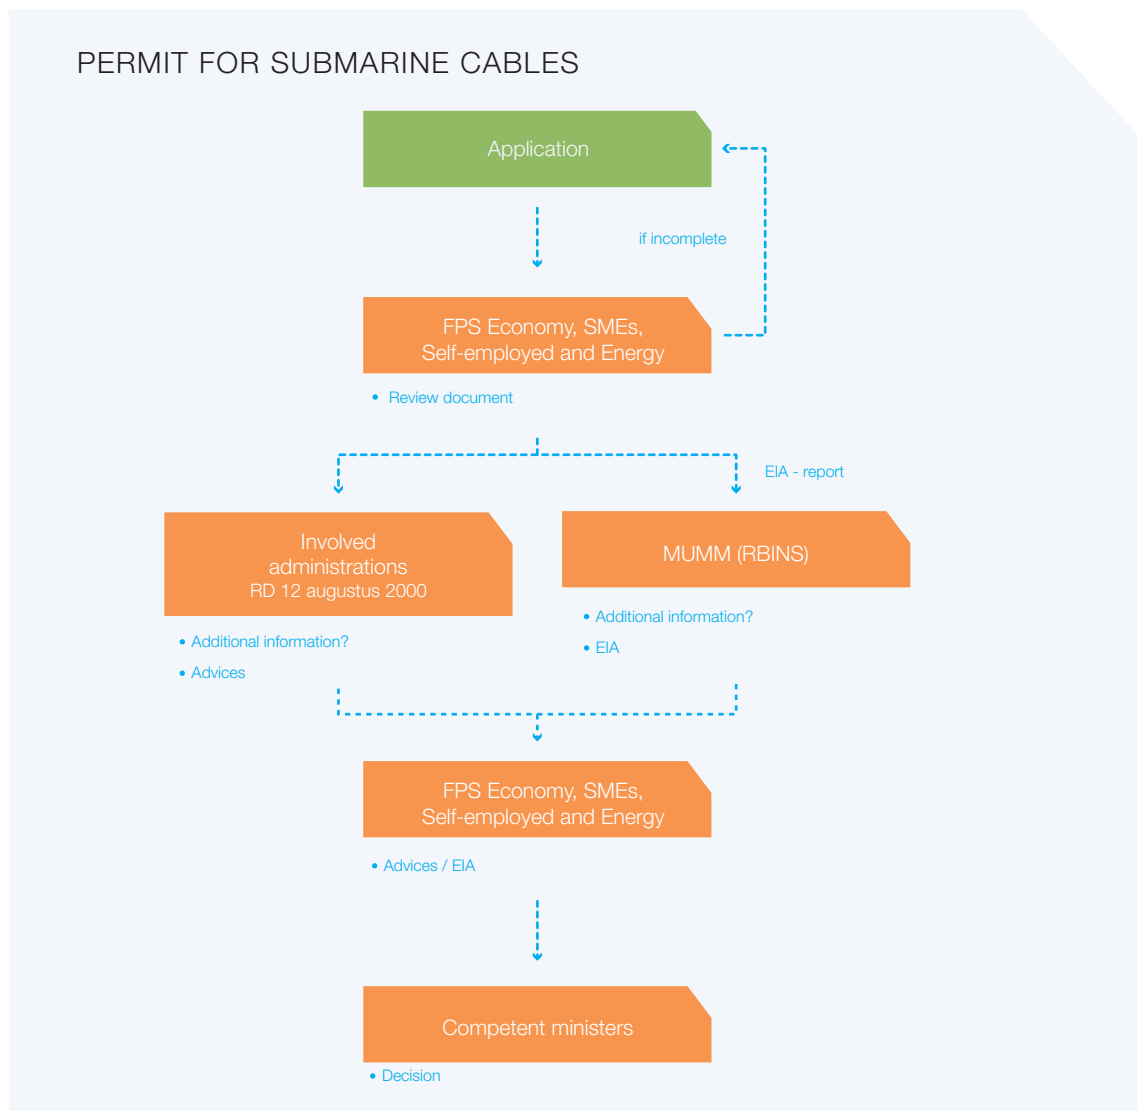 PERMIT FOR SUBMARINE CABLES
Application
if incomplete
FPS Economy, SMEs,
Self-employed and Energy
• Review document
EIA - report
Involved
administrations
RD 12 augustus 2000
MUMM (RBINS)
• Additional information?
• Advices
• Additional information?
• EIA
FPS Economy, SMEs,
Self-employed and Energy
• Advices / EIA
Competent ministers
• Decision